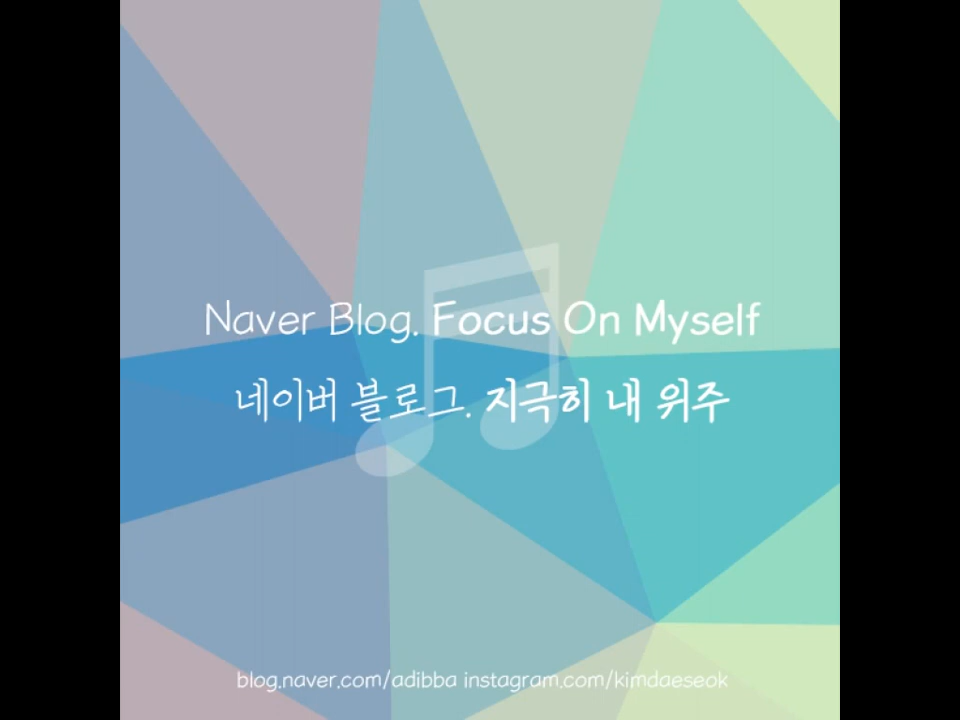 Naver Blog. Focus On Myself
네이버 블로그. 지극히 내 위주
blog.naver.com/adibba instagram.com/kimdaeseok